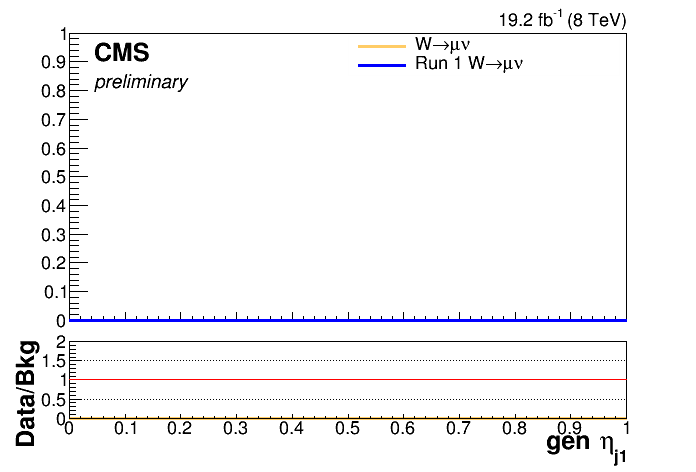 19.2 fb-1 (8 TeV)
CMS
preliminary
W→μν
Run 1 W→μν
1
0.9
0.8
0.7
0.6
0.5
0.4
0.3
0.2
0.1
0
Data/Bkg
2
1.5
1
0.5
0
0 0.1 0.2 0.3 0.4 0.5 0.6 0.7 0.8 0.9 1
gen ηj1